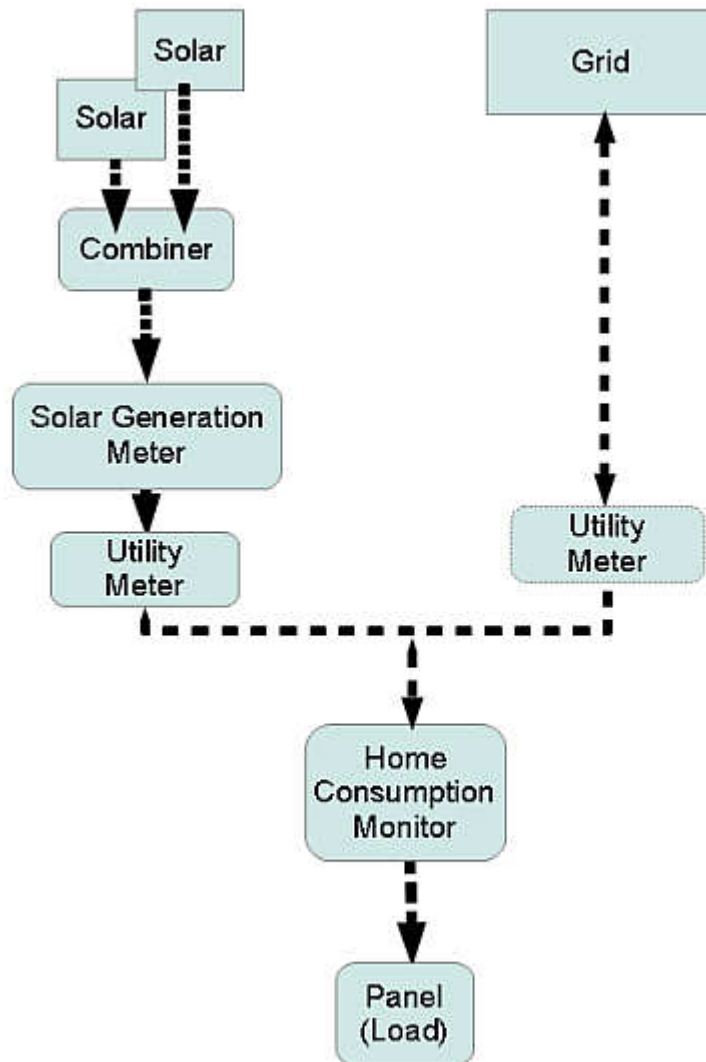 Solar
Solar
Grid
Combiner
Solar Generation
Meter
Utility
Meter
Utility
Meter
Home
Consumption
Monitor
Panel
(Load)